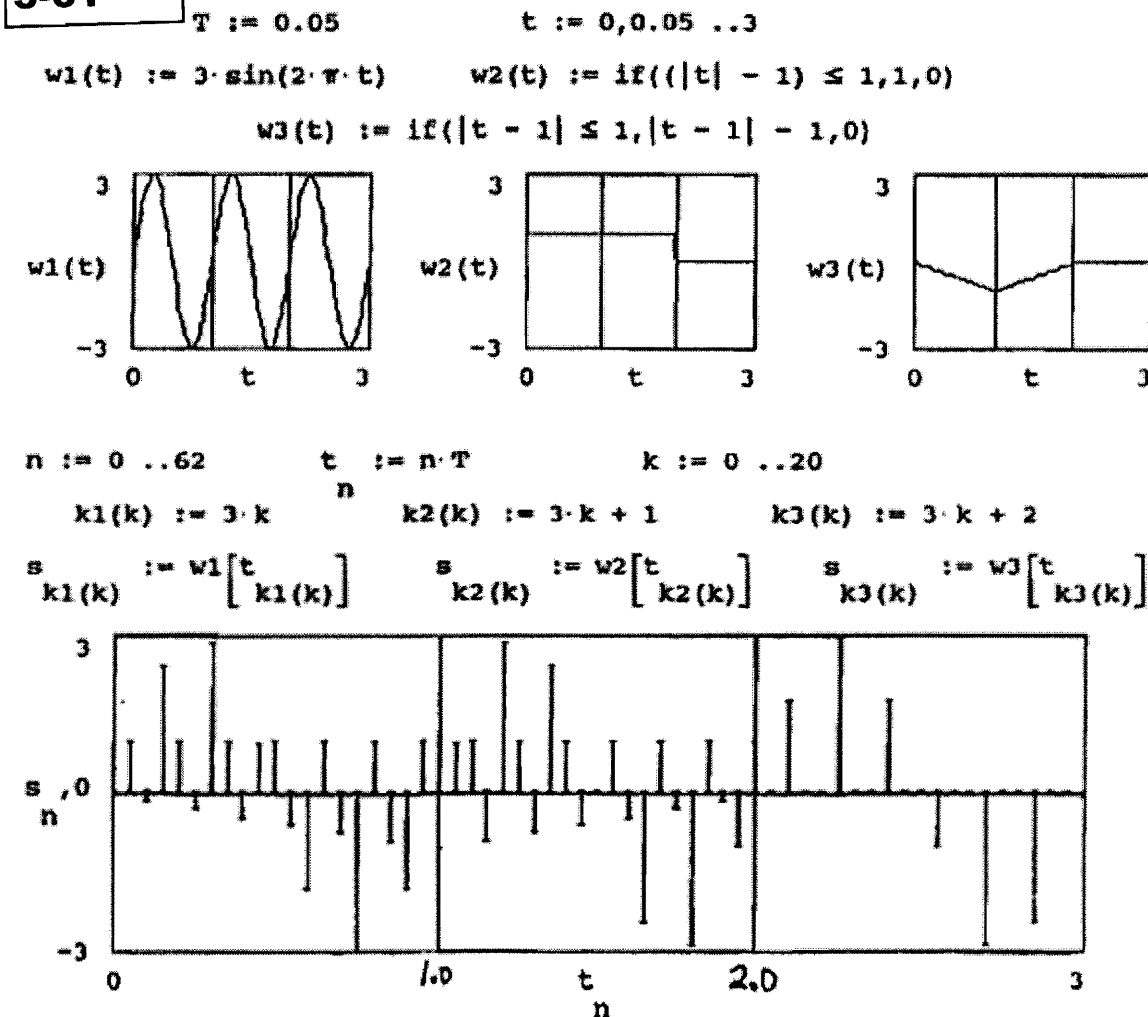 T := 0.05 t := 0,0.05 ..3
w1(t) := 3·sin(2·π·t) w2(t) := if((|t| - 1) ≤ 1,1,0)
w3(t) := if(|t - 1| ≤ 1,|t - 1| - 1,0)
3 3 3
w1(t) w2(t) w3(t)
-3 -3 -3
0 t 3 0 t 3 0 t 3
n := 0 ..62 t := n·T k := 0 ..20
n
k1(k) := 3·k k2(k) := 3·k + 1 k3(k) := 3·k + 2
s := w1[t ] s := w2[t ] s := w3[t ]
k1(k) k1(k) k2(k) k2(k) k3(k) k3(k)
3
s ,0
n
-3
0 1.0 t 2.0 3
n